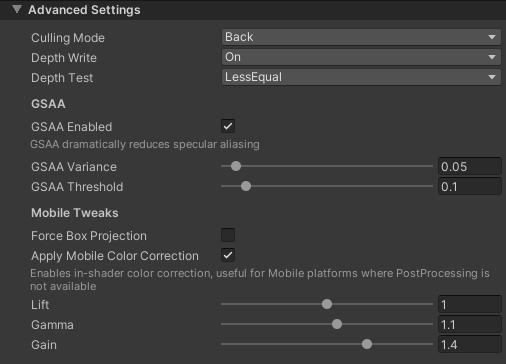 Advanced Settings
Culling Mode Back
Depth Write On
Depth Test LessEqual
GSAA
GSAA Enabled
GSAA dramatically reduces specular aliasing
GSAA Variance 0.05
GSAA Threshold 0.1
Mobile Tweaks
Force Box Projection
Apply Mobile Color Correction
Enables in-shader color correction, useful for Mobile platforms where PostProcessing is
not available
Lift 1
Gamma 1.1
Gain 1.4